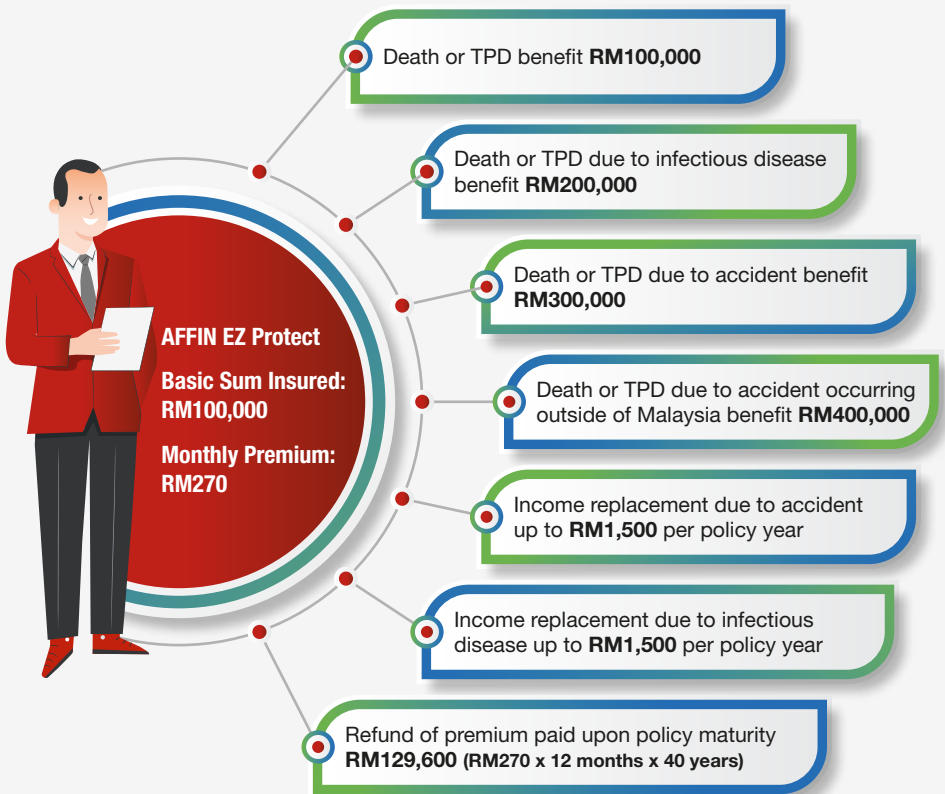 Death or TPD benefit RM100,000
Death or TPD due to infectious disease
benefit RM200,000
Death or TPD due to accident benefit
RM300,000
AFFIN EZ Protect
Basic Sum Insured:
RM100,000
Monthly Premium:
RM270
Death or TPD due to accident occurring
outside of Malaysia benefit RM400,000
Income replacement due to accident
up to RM1,500 per policy year
Income replacement due to infectious
disease up to RM1,500 per policy year
Refund of premium paid upon policy maturity
RM129,600 (RM270 x 12 months x 40 years)